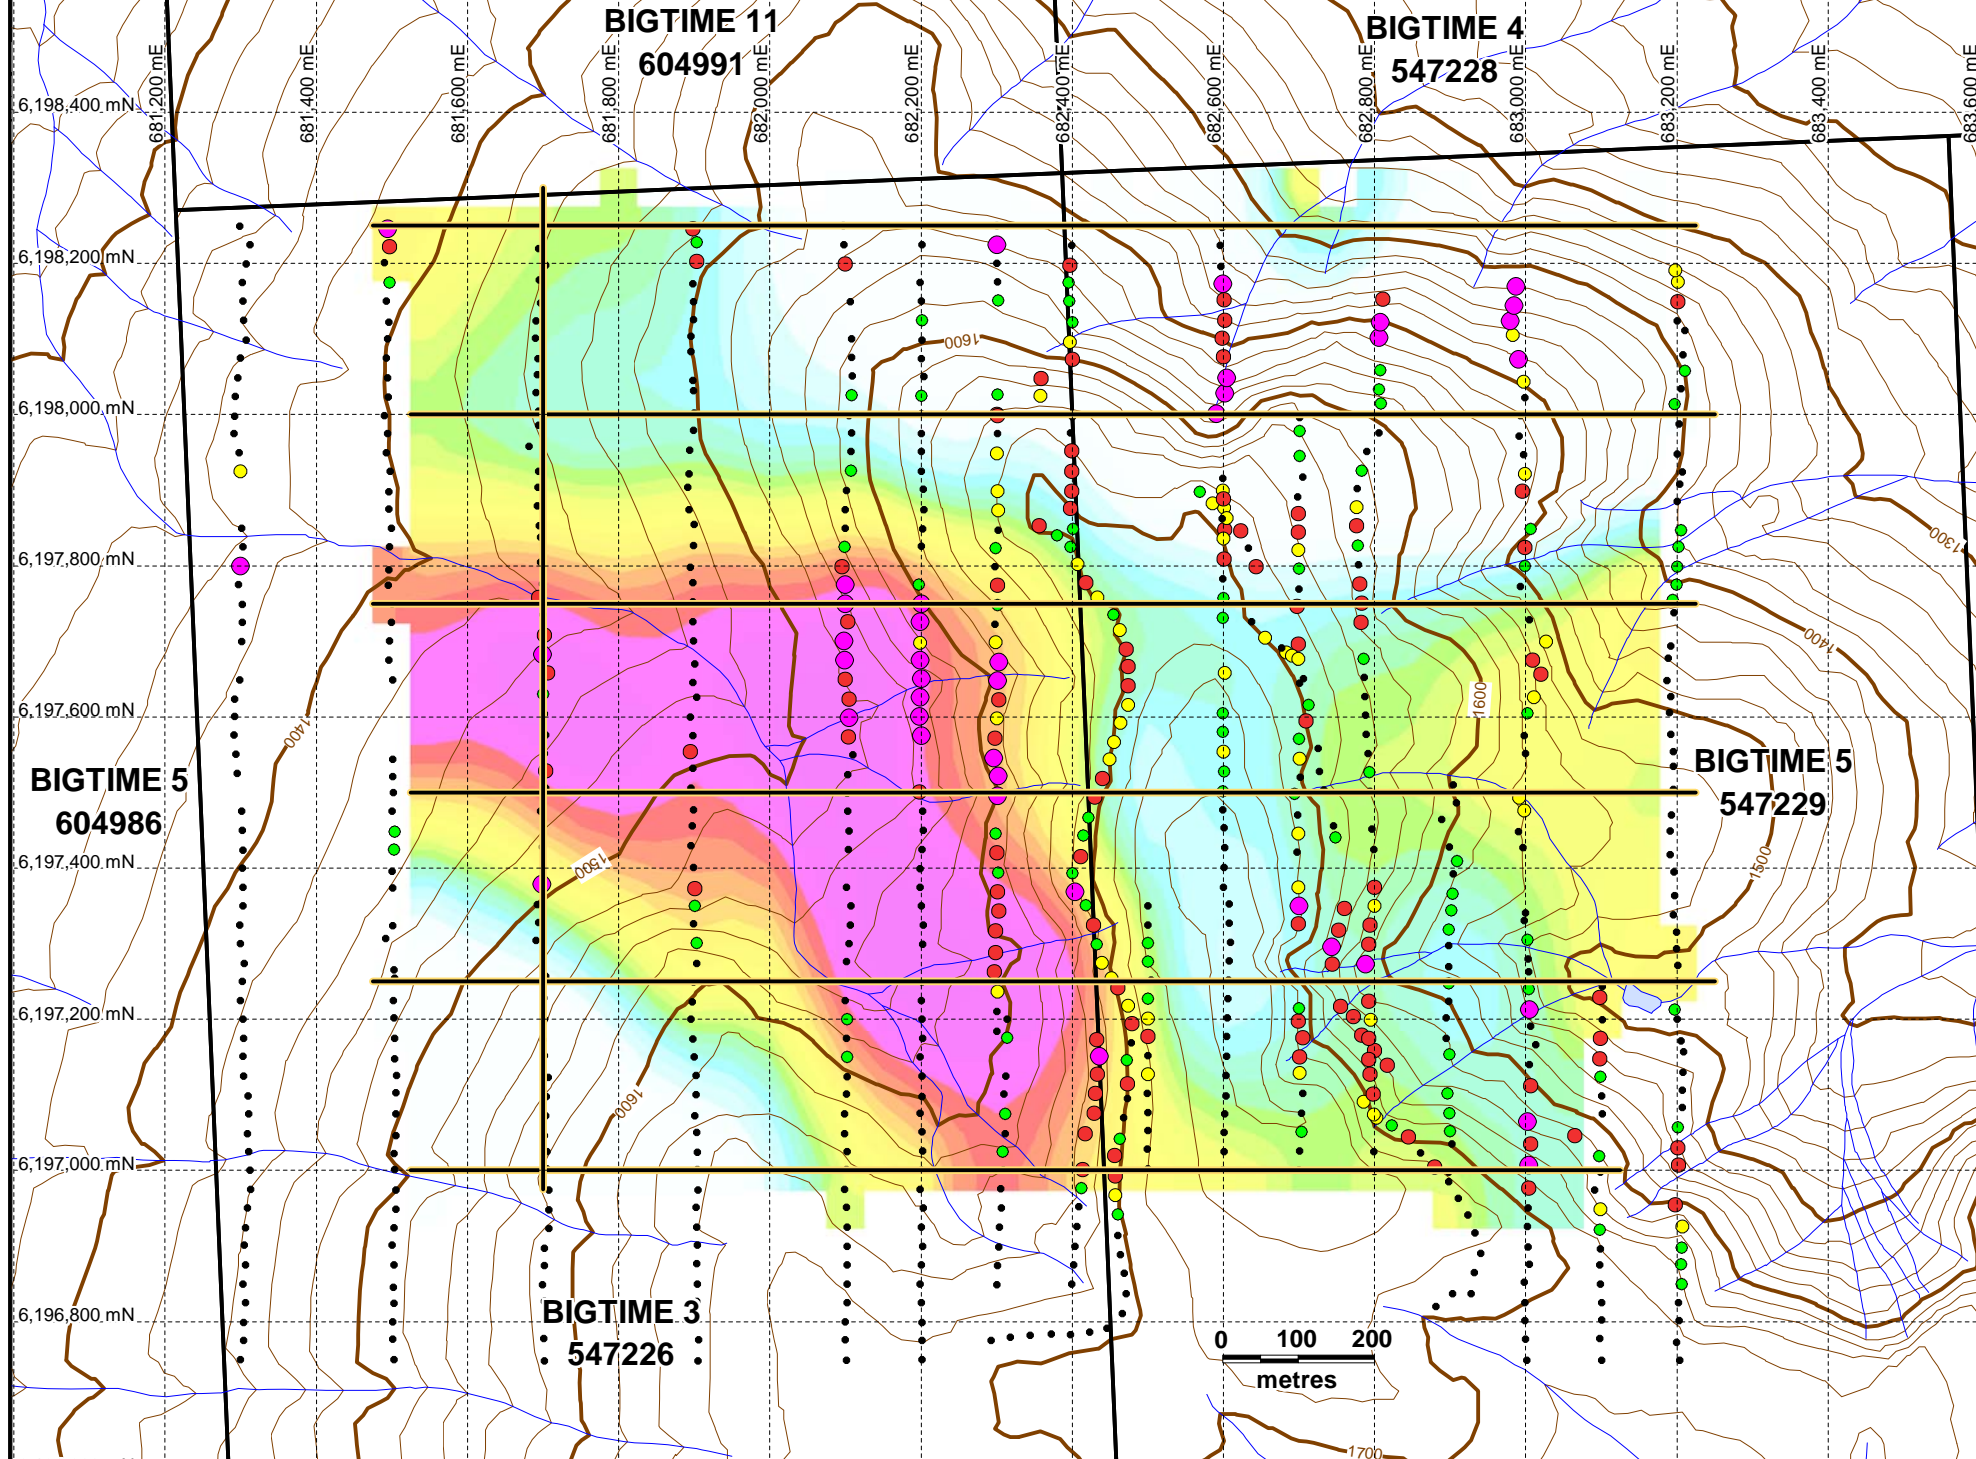 BIGTIME 11
604991
BIGTIME 4
547228
681,200 mE
681,400 mE
681,600 mE
681,800 mE
682,000 mE
682,200 mE
682,400 mE
682,600 mE
682,800 mE
683,000 mE
683,200 mE
683,400 mE
683,600 mE
6,198,400 mN
6,198,200 mN
6,198,000 mN
6,197,800 mN
6,197,600 mN
6,197,400 mN
6,197,200 mN
6,197,000 mN
6,196,800 mN
1600
1300
1400
1600
1400
1500
1500
1600
1700
BIGTIME 5
604986
BIGTIME 5
547229
BIGTIME 3
547226
0 100 200
metres